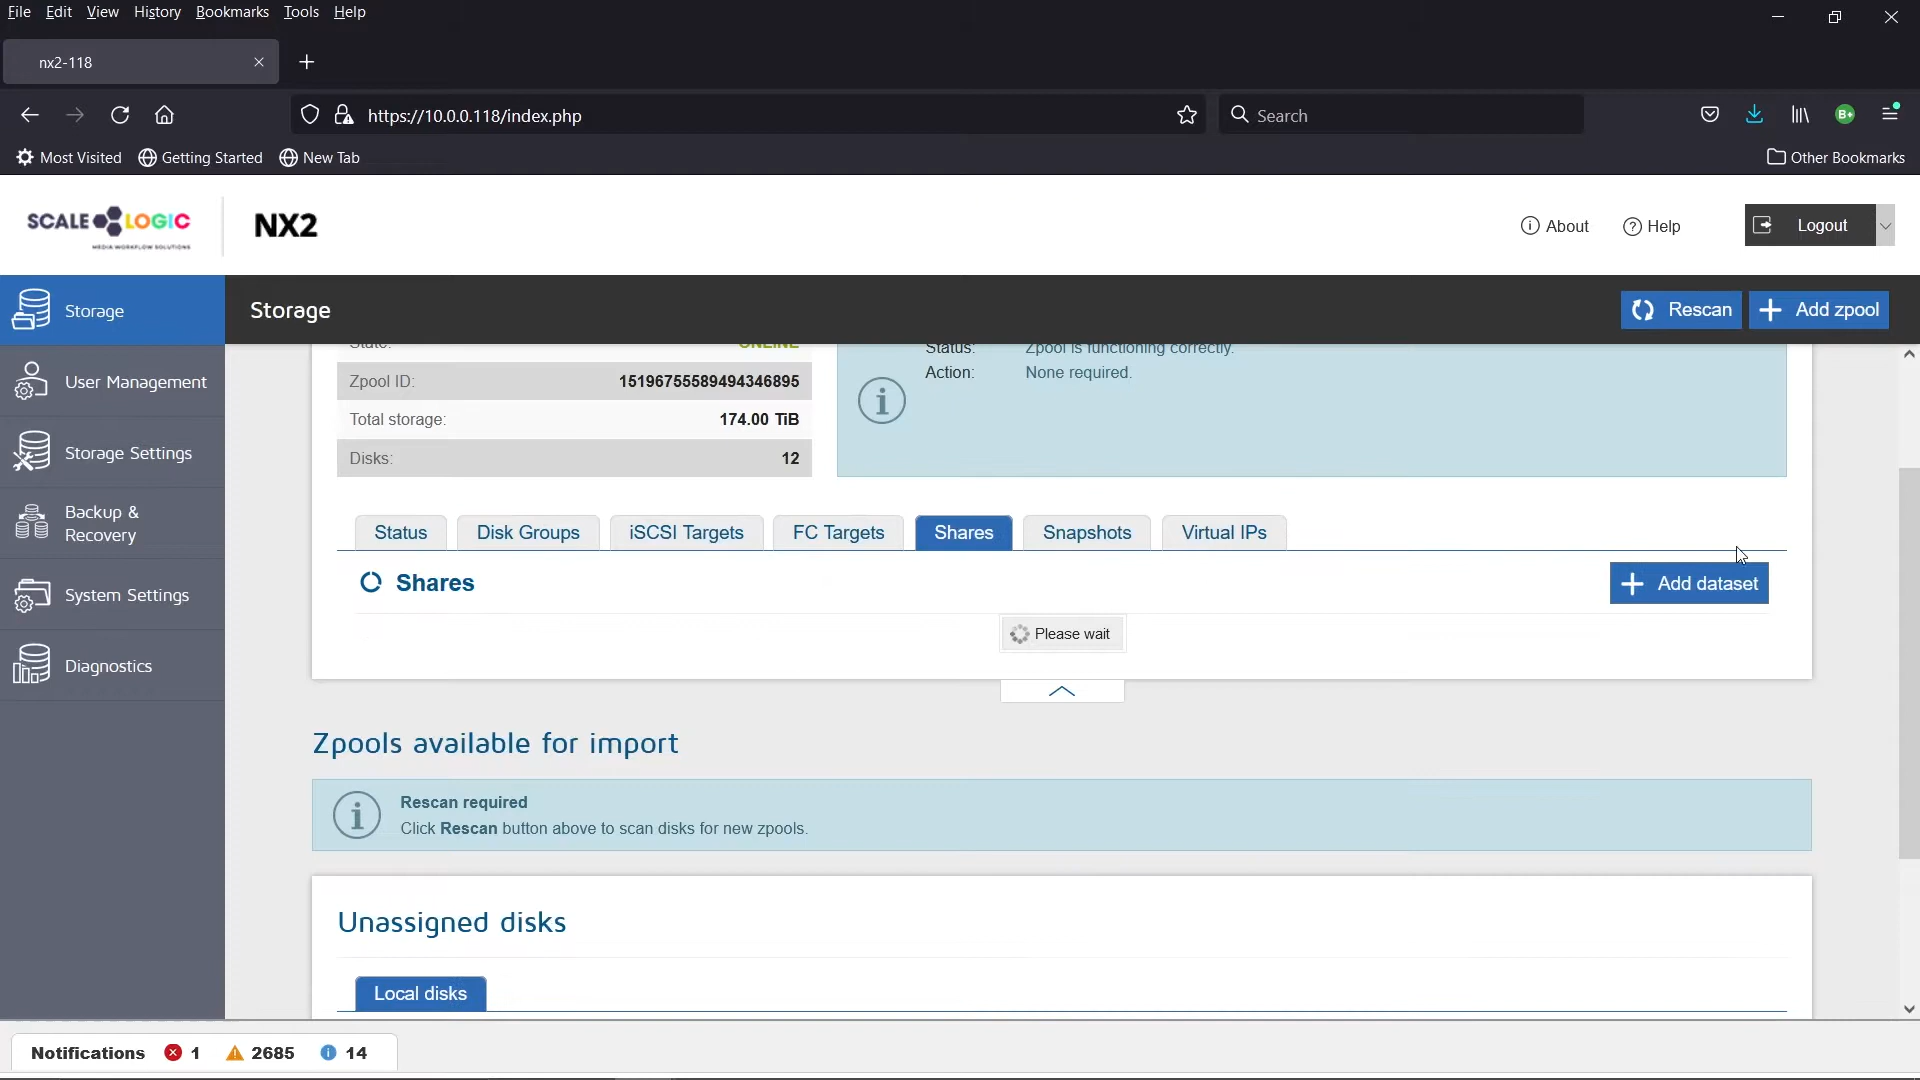 File Edit View History Bookmarks Tools Help
nx2-118
https://10.0.0.118/index.php
Search
Most Visited
Getting Started
New Tab
Other Bookmarks
SCALE LOGIC
MEDIA WORKFLOW SOLUTIONS
NX2
About
Help
Logout
Storage
Storage
Rescan
Add zpool
User Management
Storage Settings
Backup &
Recovery
System Settings
Diagnostics
State: ONLINE
Zpool ID: 15196755589494346895
Total storage: 174.00 TiB
Disks: 12
Status: Zpool is functioning correctly.
Action: None required.
Status
Disk Groups
iSCSI Targets
FC Targets
Shares
Snapshots
Virtual IPs
Shares
Add dataset
Please wait
Zpools available for import
Rescan required
Click Rescan button above to scan disks for new zpools.
Unassigned disks
Local disks
Notifications 1 2685 14
B+